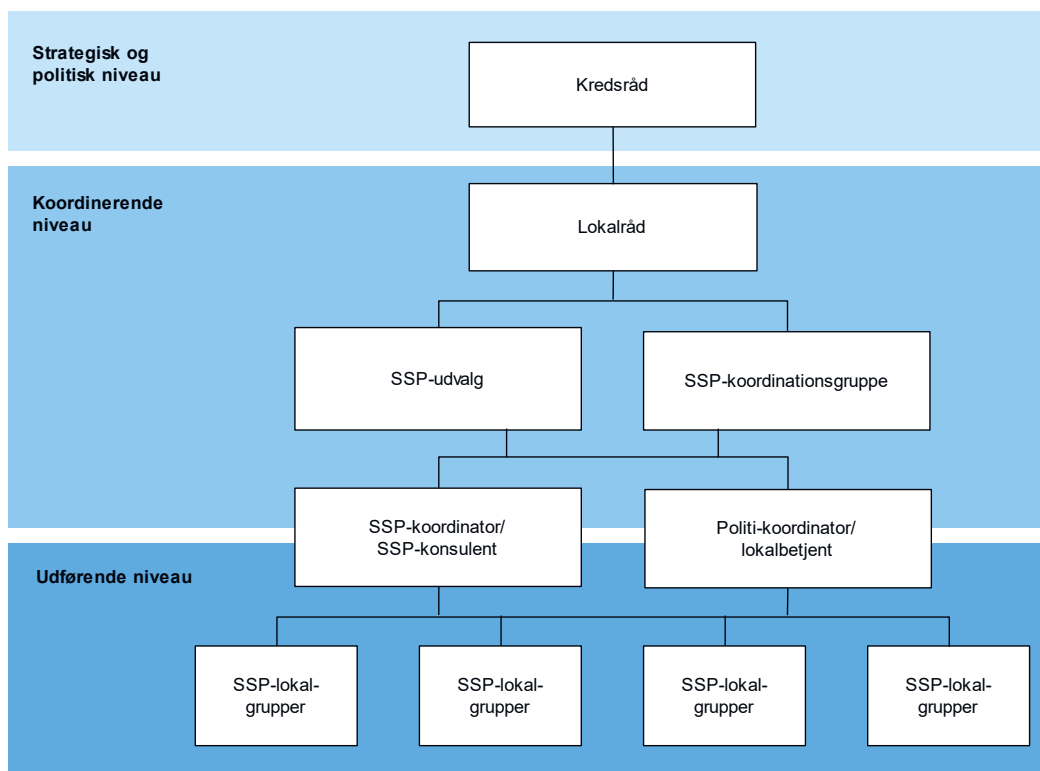 Strategisk og
politisk niveau
Kredsråd
Koordinerende
niveau
Lokalråd
SSP-udvalg
SSP-koordinationsgruppe
SSP-koordinator/
SSP-konsulent
Politi-koordinator/
lokalbetjent
Udførende niveau
SSP-lokal-
grupper
SSP-lokal-
grupper
SSP-lokal-
grupper
SSP-lokal-
grupper